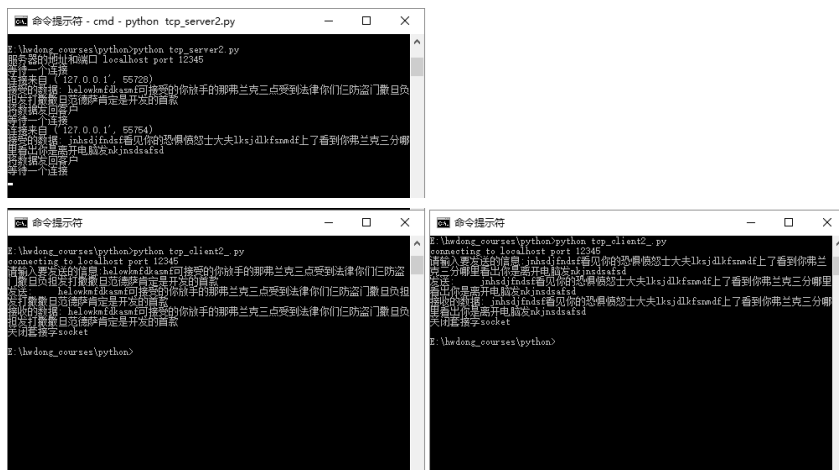 命令提示符 - cmd - python tcp_server2.py
E:\hwdong_courses\python>python tcp_server2.py
服务器的地址和端口 localhost port 12345
等待一个连接
连接来自 ('127.0.0.1', 55728)
接受的数据: helowkmfdkasmf可接受的你放手的那弗兰克三点受到法律你们仨防盗门撒旦负
担发打撒撒旦范德萨肯定是开发的首款
将数据发回客户
等待一个连接
连接来自 ('127.0.0.1', 55754)
接受的数据: jnhsdjfndsf看见你的恐惧愤怒士大夫lksjdlkfsnmdf上了看到你弗兰克三分哪
里看出你是离开电脑发nkjnsdsafsd
将数据发回客户
等待一个连接
命令提示符
E:\hwdong_courses\python>python tcp_client2_.py
connecting to localhost port 12345
请输入要发送的信息:helowkmfdkasmf可接受的你放手的那弗兰克三点受到法律你们仨防盗
门撒旦负担发打撒撒旦范德萨肯定是开发的首款
发送: helowkmfdkasmf可接受的你放手的那弗兰克三点受到法律你们仨防盗门撒旦负担
发打撒撒旦范德萨肯定是开发的首款
接收的数据: helowkmfdkasmf可接受的你放手的那弗兰克三点受到法律你们仨防盗门撒旦负
担发打撒撒旦范德萨肯定是开发的首款
关闭套接字socket
E:\hwdong_courses\python>
命令提示符
E:\hwdong_courses\python>python tcp_client2_.py
connecting to localhost port 12345
请输入要发送的信息:jnhsdjfndsf看见你的恐惧愤怒士大夫lksjdlkfsnmdf上了看到你弗兰
克三分哪里看出你是离开电脑发nkjnsdsafsd
发送: jnhsdjfndsf看见你的恐惧愤怒士大夫lksjdlkfsnmdf上了看到你弗兰克三分哪里
看出你是离开电脑发nkjnsdsafsd
接收的数据: jnhsdjfndsf看见你的恐惧愤怒士大夫lksjdlkfsnmdf上了看到你弗兰克三分哪
里看出你是离开电脑发nkjnsdsafsd
关闭套接字socket
E:\hwdong_courses\python>